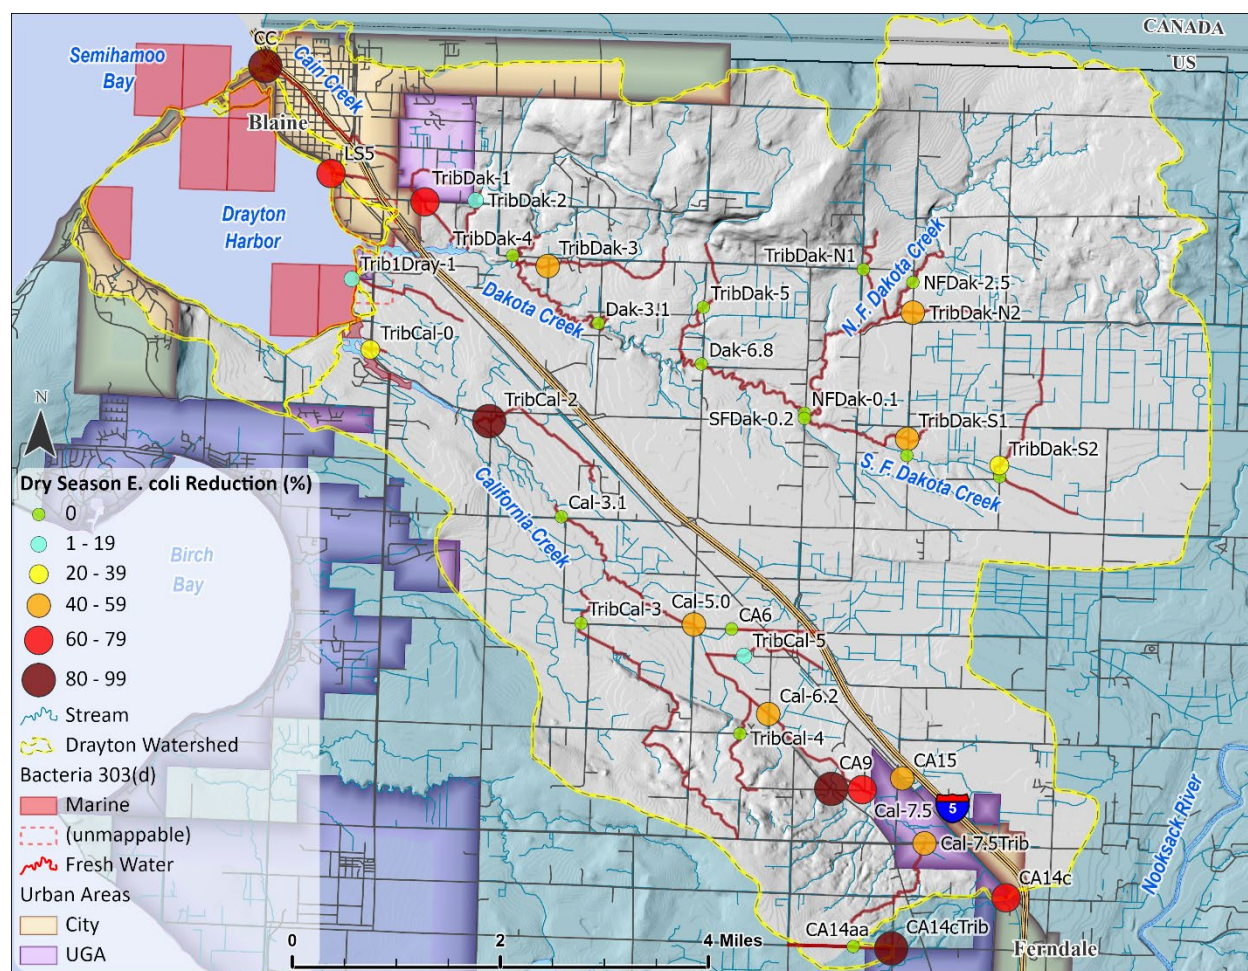 CANADA
US
Semihamoo
Bay
CC
Cain Creek
Blaine
LS5
TribDak-1
TribDak-2
Drayton
Harbor
TribDak-4
TribDak-3
TribDak-N1
N. F. Dakota Creek
Trib1Dray-1
NFDak-2.5
TribDak-5
TribDak-N2
Dakota Creek
Dak-3.1
TribCal-0
Dak-6.8
N
TribCal-2
NFDak-0.1
SFDak-0.2
TribDak-S1
TribDak-S2
S. F. Dakota Creek
California Creek
Cal-3.1
TribCal-3
Cal-5.0
CA6
TribCal-5
Cal-6.2
TribCal-4
CA9
CA15
Cal-7.5
5
Cal-7.5Trib
CA14c
CA14aa
CA14cTrib
Ferndale
Nooksack River
Birch
Bay
Dry Season E. coli Reduction (%)
0
1 - 19
20 - 39
40 - 59
60 - 79
80 - 99
Stream
Drayton Watershed
Bacteria 303(d)
Marine
(unmappable)
Fresh Water
Urban Areas
City
UGA
0 2 4 Miles